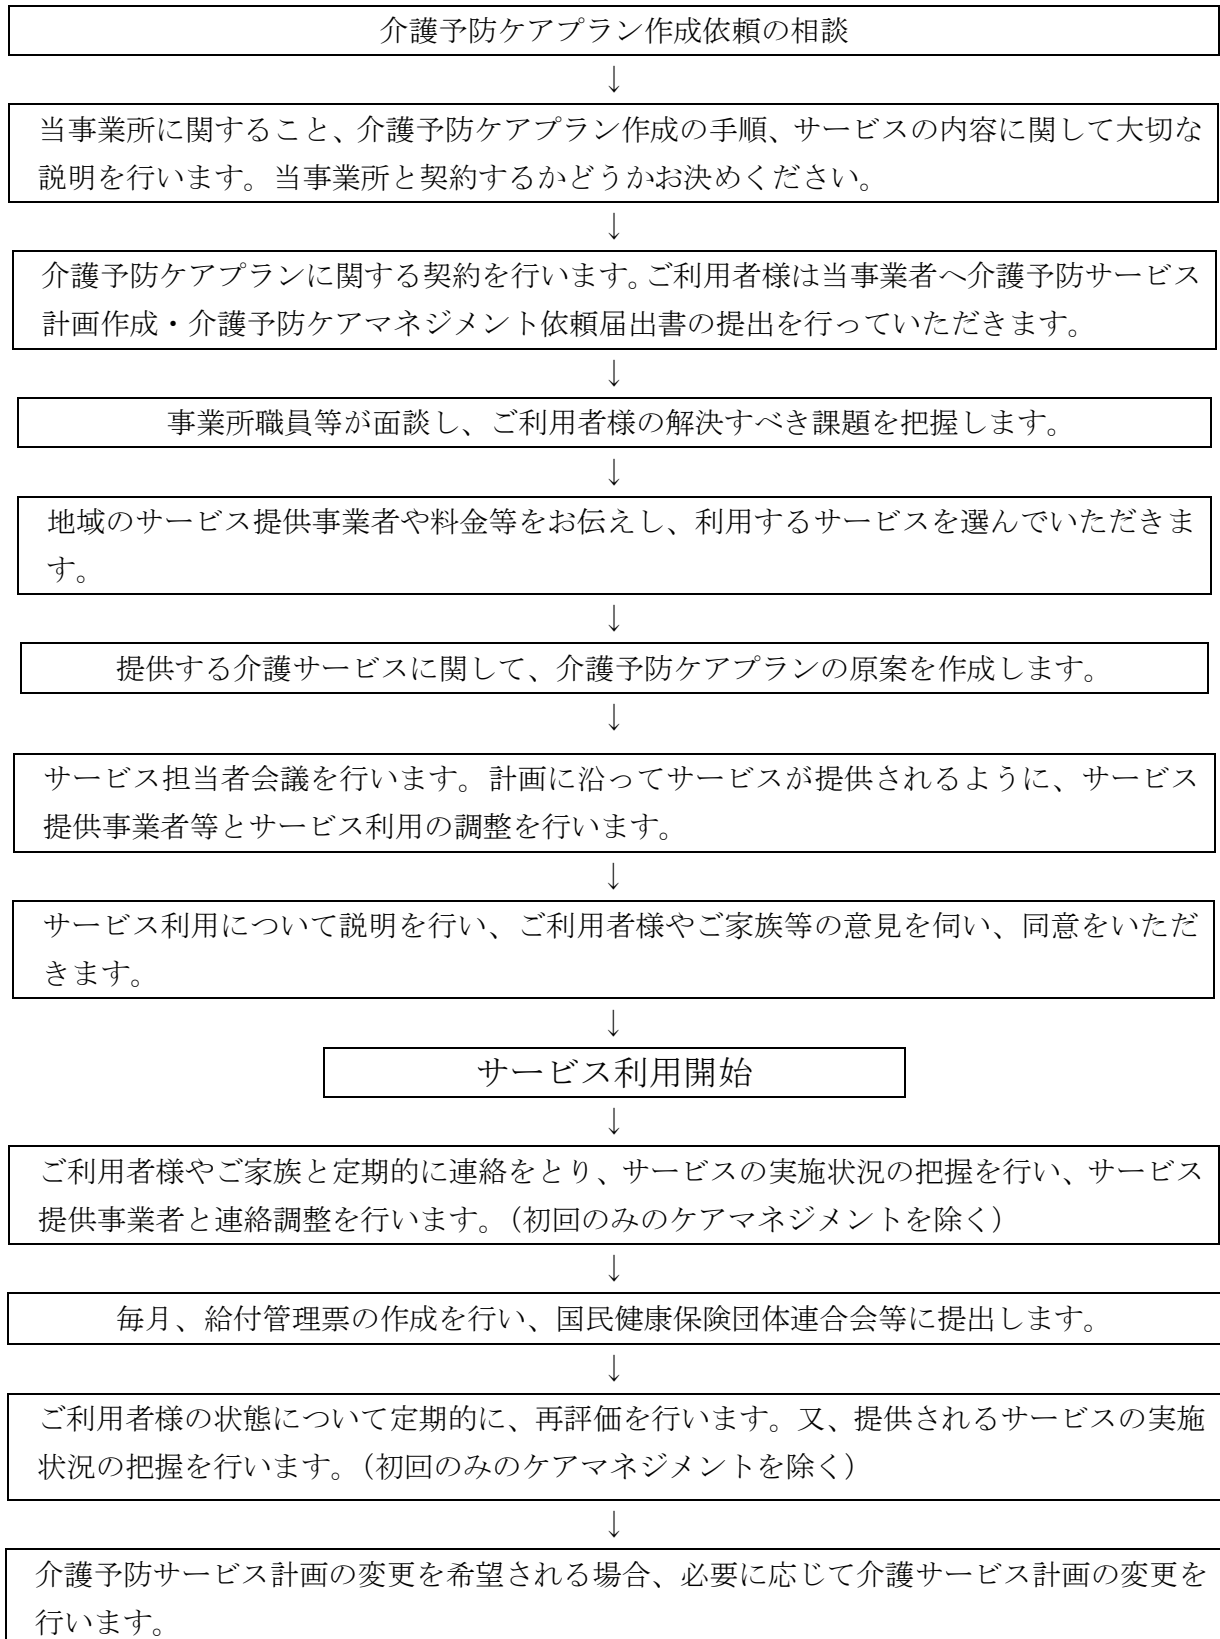 介護予防ケアプラン作成依頼の相談
↓
当事業所に関すること、介護予防ケアプラン作成の手順、サービスの内容に関して大切な
説明を行います。当事業所と契約するかどうかお決めください。
↓
介護予防ケアプランに関する契約を行います。ご利用者様は当事業者へ介護予防サービス
計画作成・介護予防ケアマネジメント依頼届出書の提出を行っていただきます。
↓
事業所職員等が面談し、ご利用者様の解決すべき課題を把握します。
↓
地域のサービス提供事業者や料金等をお伝えし、利用するサービスを選んでいただきま
す。
↓
提供する介護サービスに関して、介護予防ケアプランの原案を作成します。
↓
サービス担当者会議を行います。計画に沿ってサービスが提供されるように、サービス
提供事業者等とサービス利用の調整を行います。
↓
サービス利用について説明を行い、ご利用者様やご家族等の意見を伺い、同意をいただ
きます。
↓
サービス利用開始
↓
ご利用者様やご家族と定期的に連絡をとり、サービスの実施状況の把握を行い、サービス
提供事業者と連絡調整を行います。（初回のみのケアマネジメントを除く）
↓
毎月、給付管理票の作成を行い、国民健康保険団体連合会等に提出します。
↓
ご利用者様の状態について定期的に、再評価を行います。又、提供されるサービスの実施
状況の把握を行います。（初回のみのケアマネジメントを除く）
↓
介護予防サービス計画の変更を希望される場合、必要に応じて介護サービス計画の変更を
行います。